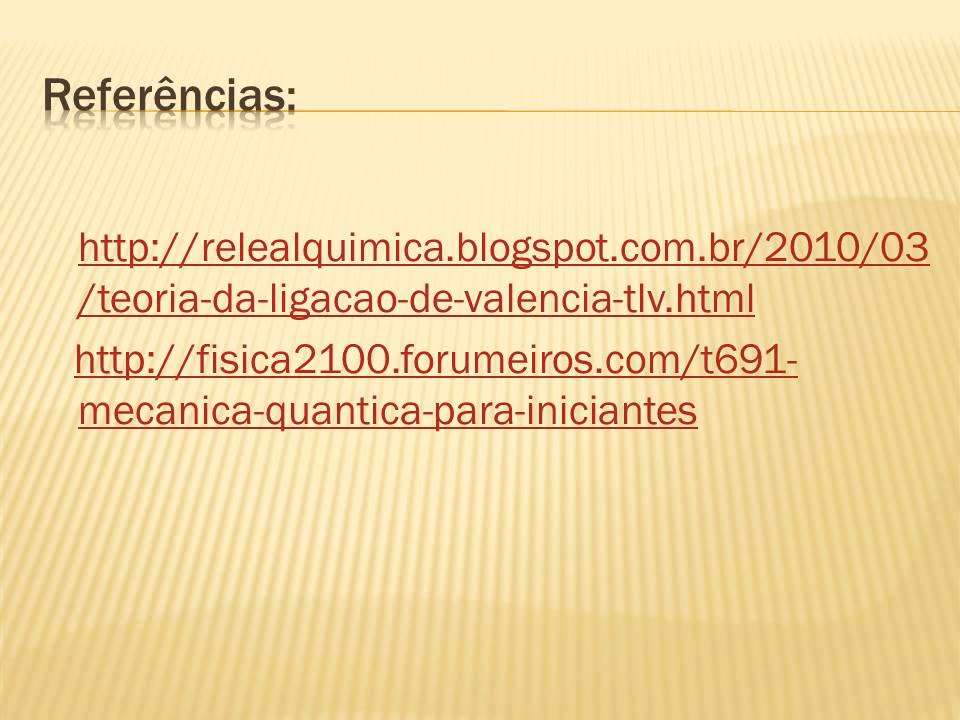 Referências:
http://relealquimica.blogspot.com.br/2010/03
/teoria-da-ligacao-de-valencia-tlv.html
http://fisica2100.forumeiros.com/t691-
mecanica-quantica-para-iniciantes